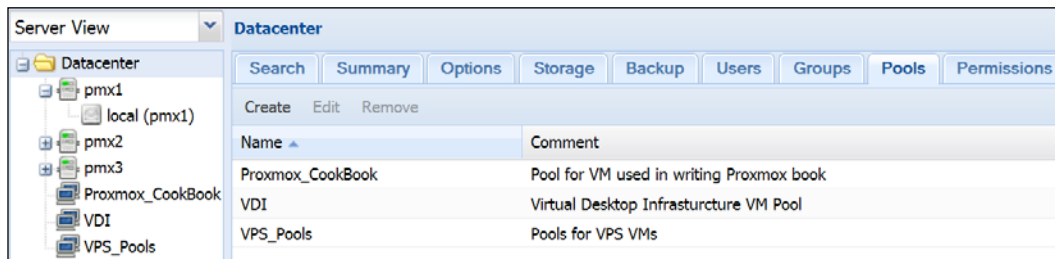 Server View
Datacenter
pmx1
local (pmx1)
pmx2
pmx3
Proxmox_CookBook
VDI
VPS_Pools
Datacenter
Search Summary Options Storage Backup Users Groups Pools Permissions
Create Edit Remove
Name Comment
Proxmox_CookBook Pool for VM used in writing Proxmox book
VDI Virtual Desktop Infrasturcture VM Pool
VPS_Pools Pools for VPS VMs